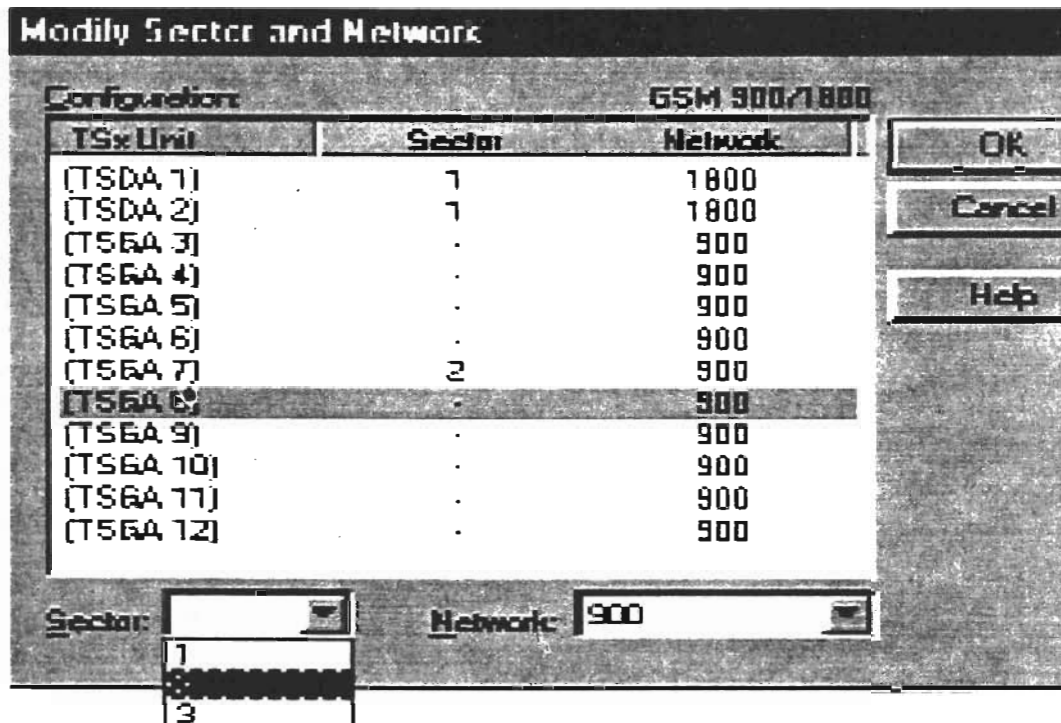 Modify Sector and Network
Configuration: GSM 900/1800
TSx Unit Sector Network
OK
(TSDA 1) 1 1800
(TSDA 2) 1 1800
Cancel
(TSGA 3) - 900
(TSGA 4) - 900
Help
(TSGA 5) - 900
(TSGA 6) - 900
(TSGA 7) 2 900
(TSGA 8) - 900
(TSGA 9) - 900
(TSGA 10) - 900
(TSGA 11) - 900
(TSGA 12) - 900
Sector: Network: 900
1
2
3